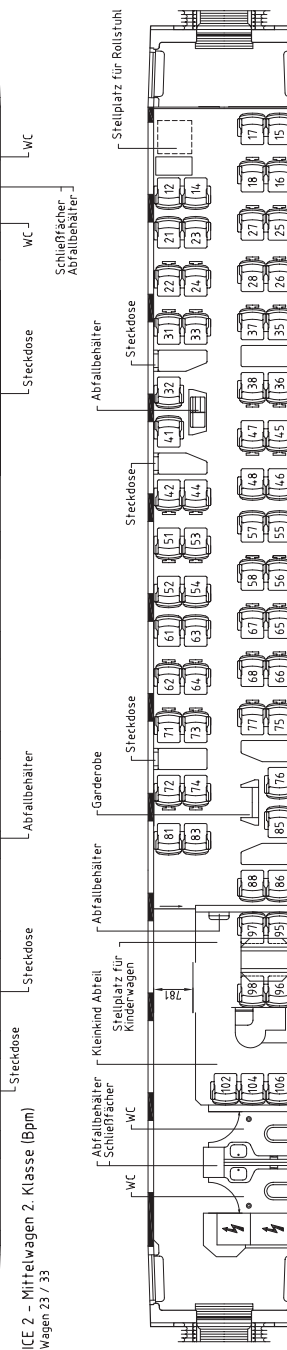 WC
WC
Schließfächer
Abfallbehälter
Steckdose
Abfallbehälter
Steckdose
Steckdose
ICE 2 – Mittelwagen 2. Klasse (Bpm)
Wagen 23 / 33
WC
Abfallbehälter
Schließfächer
WC
Kleinkind Abteil
Stellplatz für
Kinderwagen
Abfallbehälter
Garderobe
Steckdose
Steckdose
Abfallbehälter
Steckdose
Stellplatz für Rollstuhl
81 72 71 62 61 52 51 42 41 32 31 22 21 12
83 74 73 64 63 54 53 44 33 24 23 14
781
102 98 97 88 77 68 67 58 57 48 47 38 37 28 27 18 17
104 96 95 86 85 76 75 66 65 56 55 46 45 36 35 26 25 16 15
106